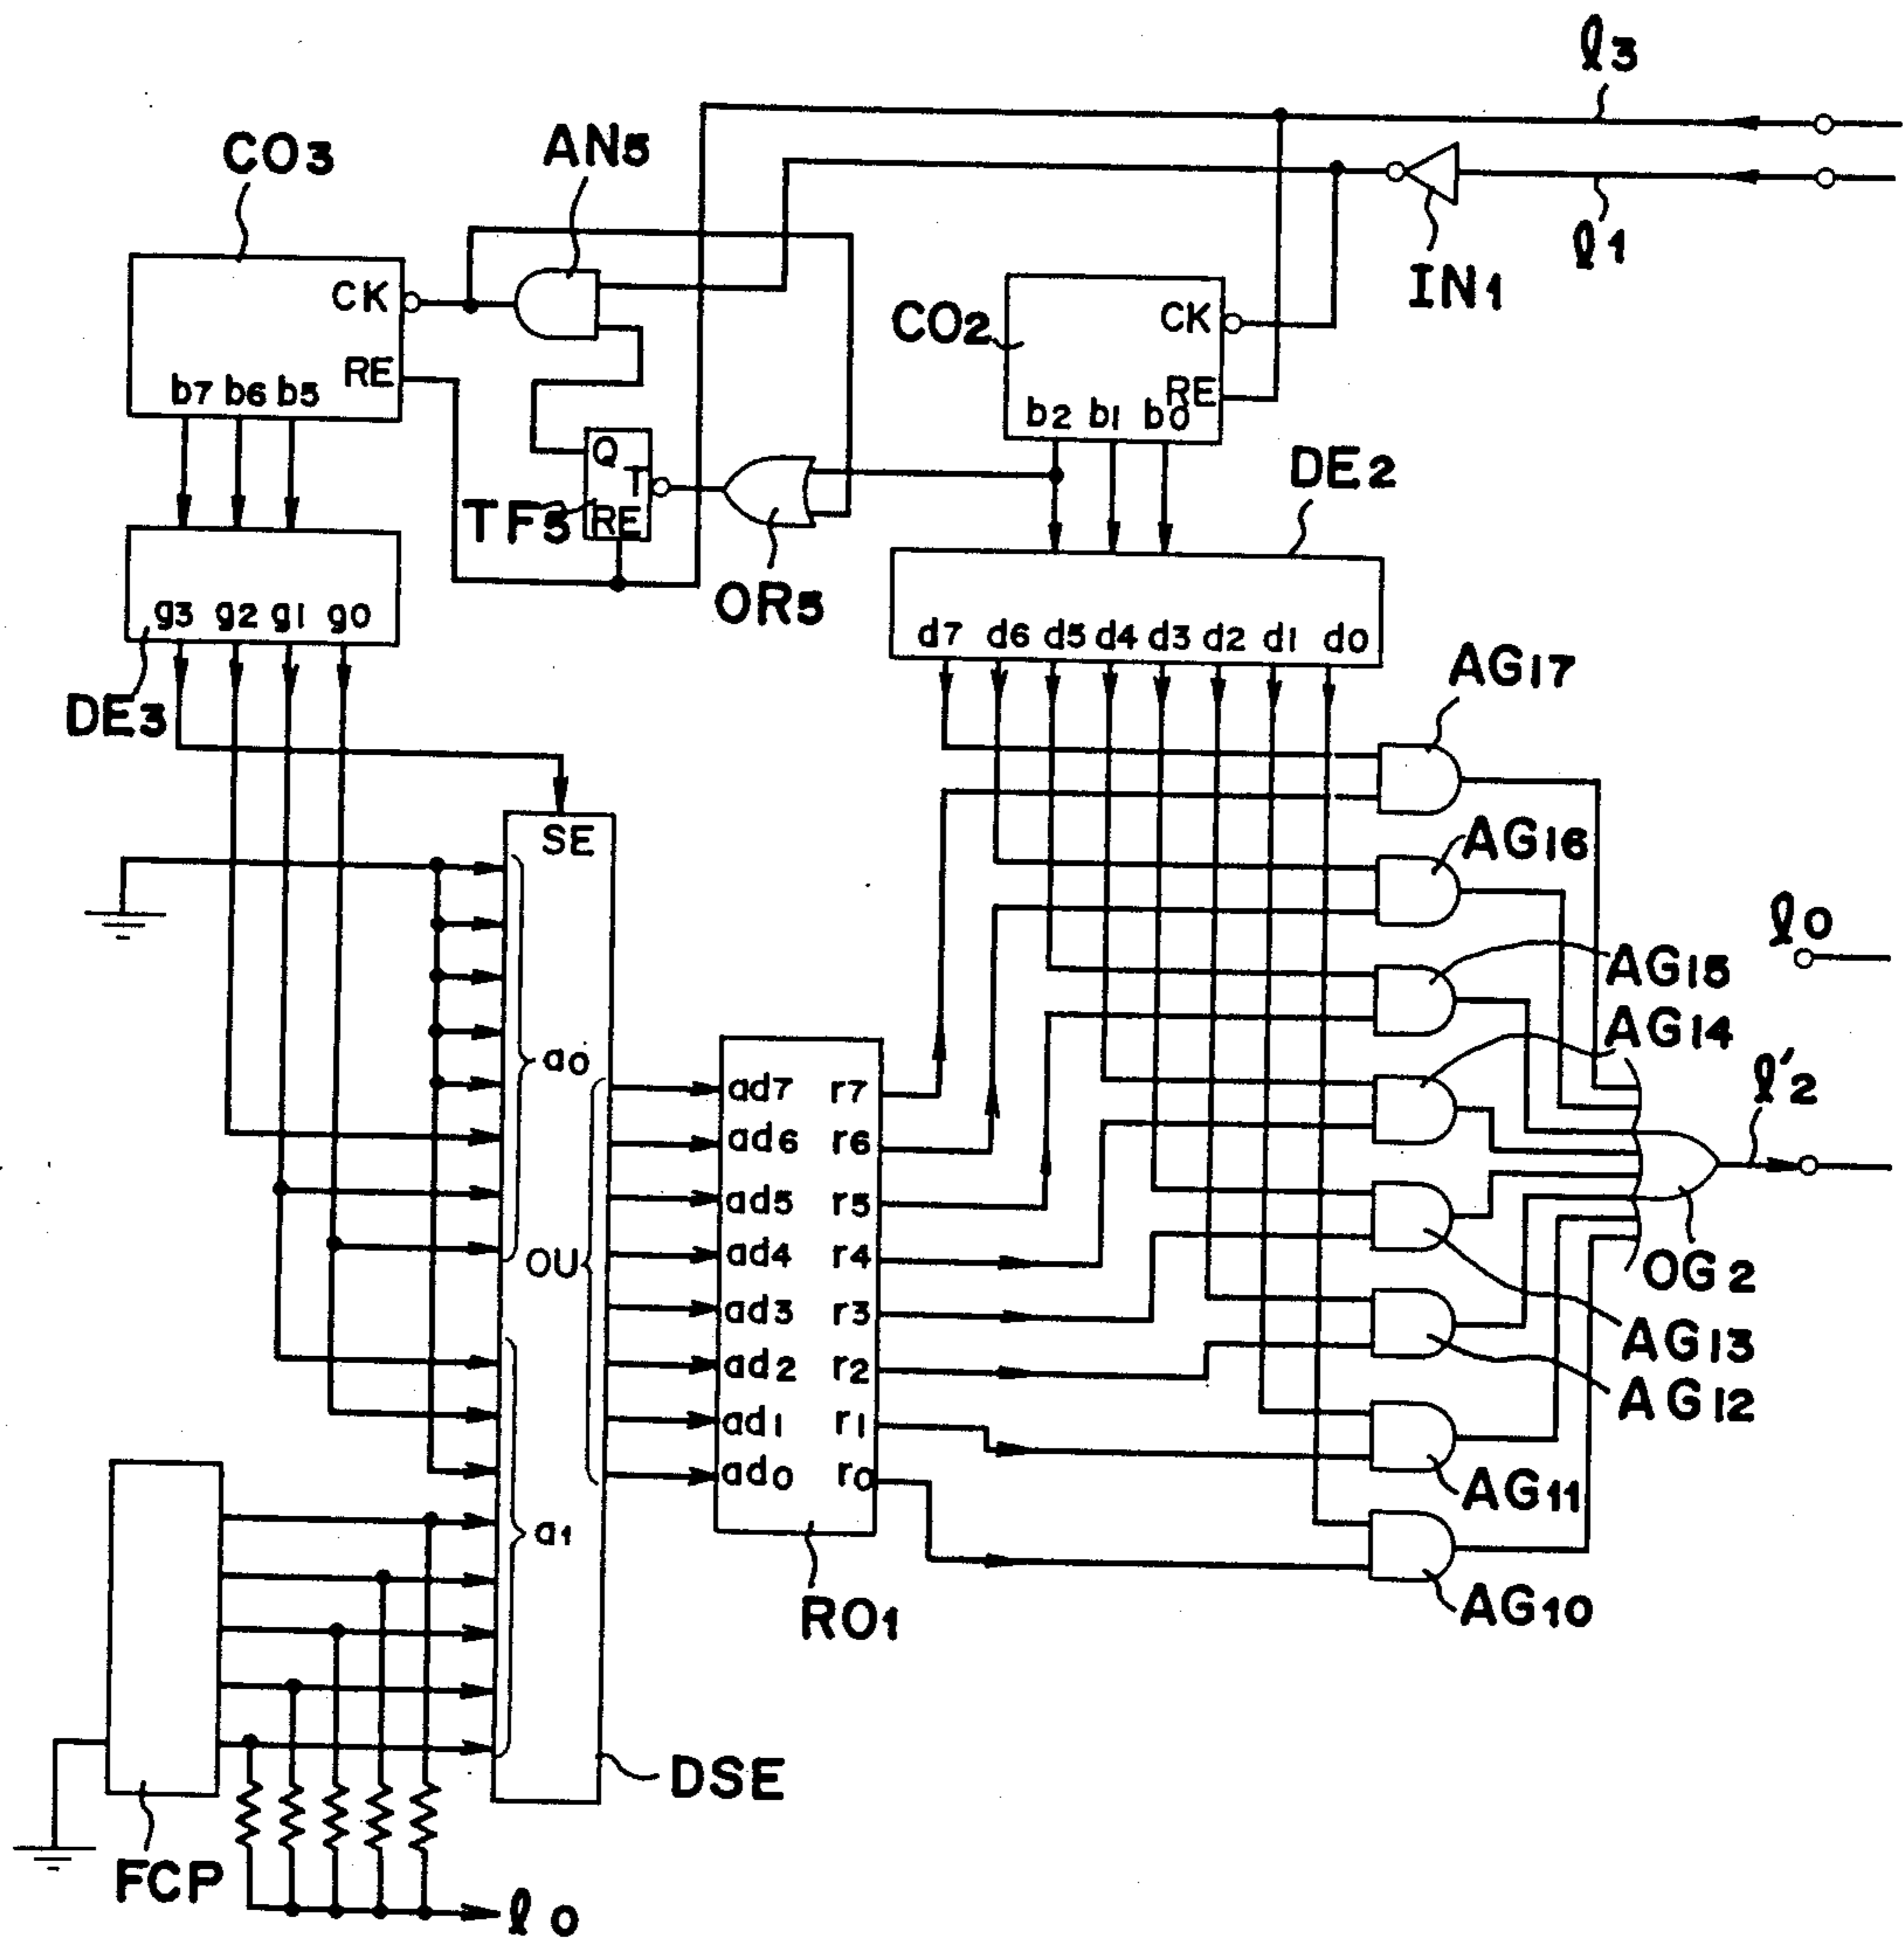 ℓ3
CO3
AN5
ℓ1
IN1
CK
RE
b7 b6 b5
CO2
CK
RE
b2 b1 b0
DE2
Q
T
RE
TF5
OR5
g3 g2 g1 g0
DE3
d7 d6 d5 d4 d3 d2 d1 d0
AG17
SE
AG16
ℓ0
AG15
AG14
a0
ℓ'2
OU
ad7 r7
ad6 r6
ad5 r5
ad4 r4
ad3 r3
ad2 r2
ad1 r1
ad0 r0
OG2
AG13
AG12
AG11
a1
AG10
RO1
DSE
FCP
ℓ0